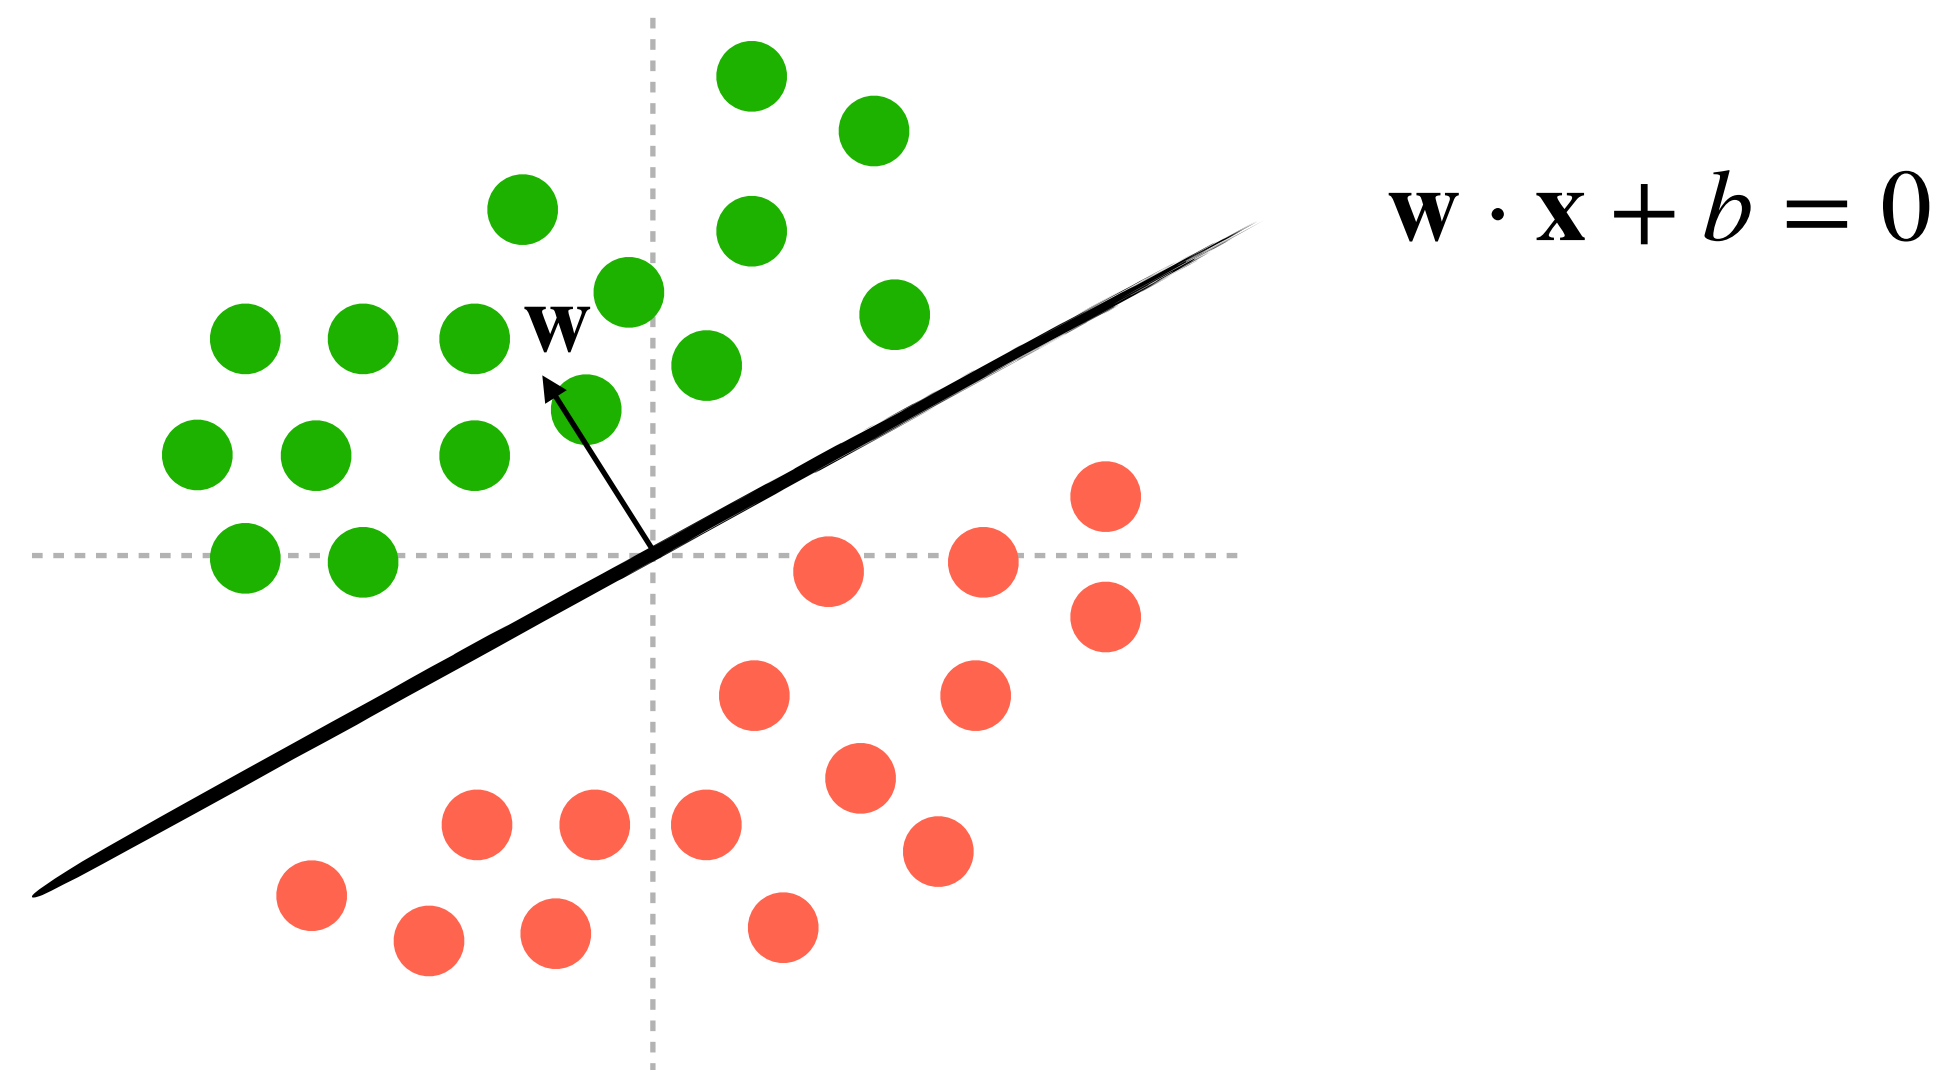 w · x + b = 0
w